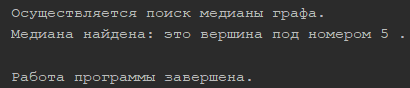 Осуществляется поиск медианы графа.
Медиана найдена: это вершина под номером 5 .
Работа программы завершена.